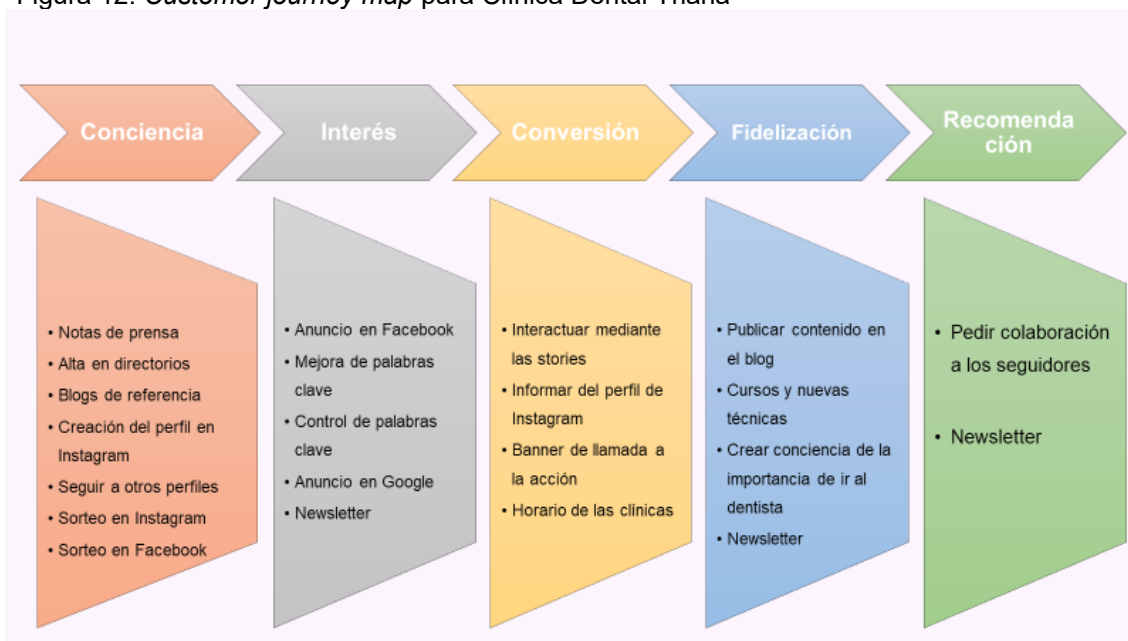 Figura 12. Customer journey map para Clínica Dental Triana
Conciencia
Interés
Conversión
Fidelización
Recomenda
ción
• Notas de prensa
• Alta en directorios
• Blogs de referencia
• Creación del perfil en
Instagram
• Seguir a otros perfiles
• Sorteo en Instagram
• Sorteo en Facebook
• Anuncio en Facebook
• Mejora de palabras
clave
• Control de palabras
clave
• Anuncio en Google
• Newsletter
• Interactuar mediante
las stories
• Informar del perfil de
Instagram
• Banner de llamada a
la acción
• Horario de las clínicas
• Publicar contenido en
el blog
• Cursos y nuevas
técnicas
• Crear conciencia de la
importancia de ir al
dentista
• Newsletter
• Pedir colaboración
a los seguidores
• Newsletter